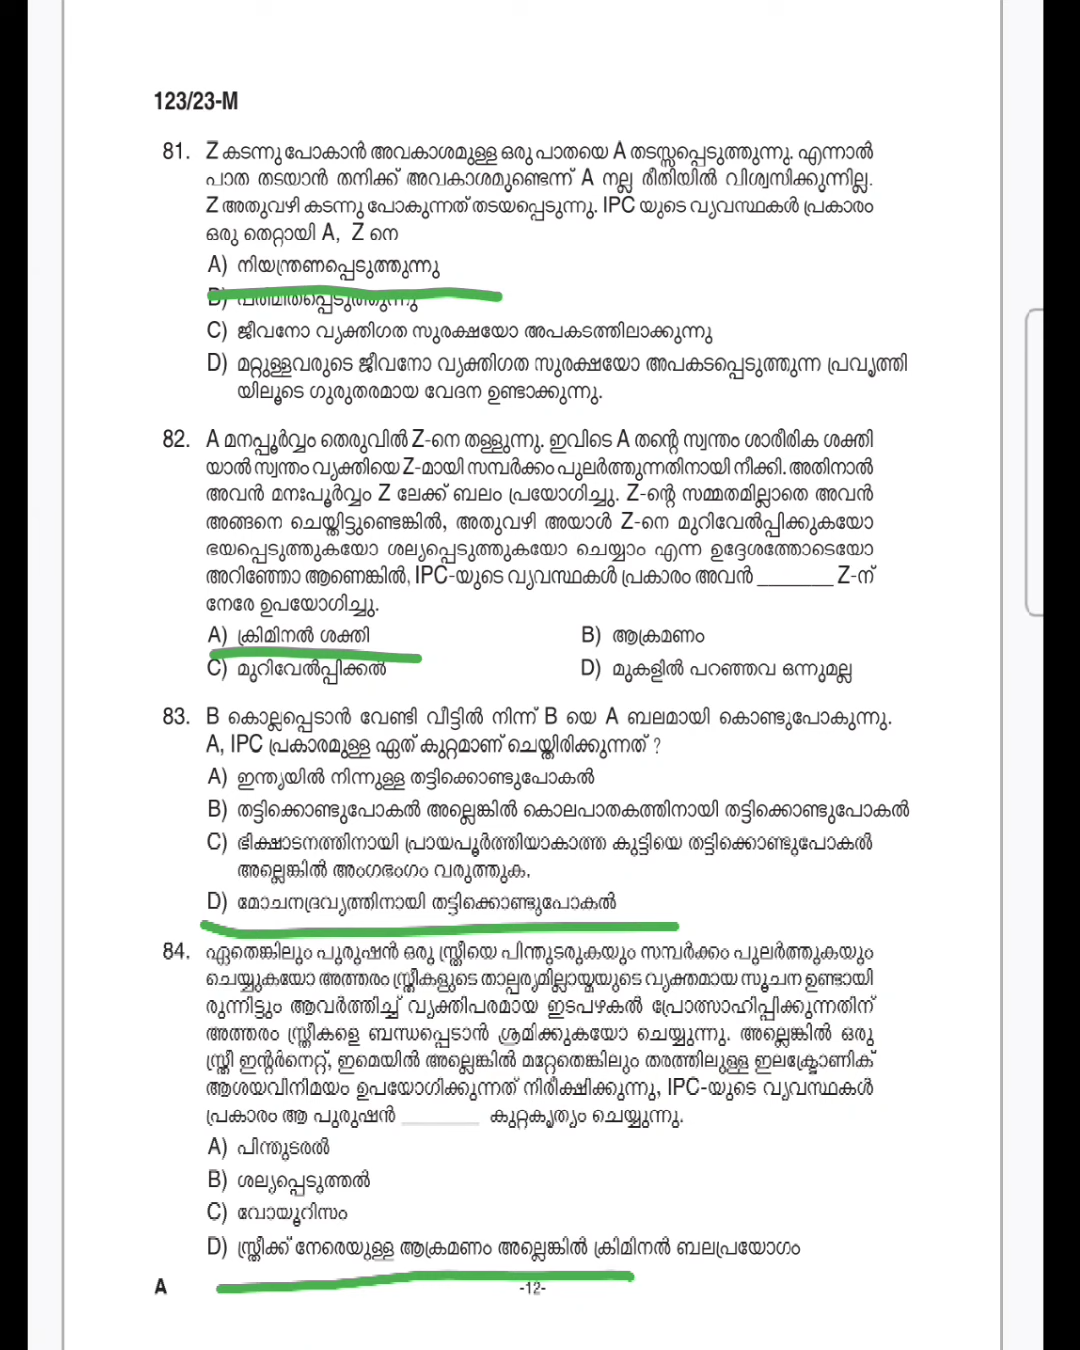 123/23-M
81. Z കടന്നു പോകാൻ അവകാശമുള്ള ഒരു പാതയെ A തടസ്സപ്പെടുത്തുന്നു. എന്നാൽ
പാത തടയാൻ തനിക്ക് അവകാശമുണ്ടെന്ന് A നല്ല രീതിയിൽ വിശ്വസിക്കുന്നില്ല.
Z അതുവഴി കടന്നു പോകുന്നത് തടയപ്പെടുന്നു. IPC യുടെ വ്യവസ്ഥകൾ പ്രകാരം
ഒരു തെറ്റായി A, Z നെ
A) നിയന്ത്രണപ്പെടുത്തുന്നു
B) പരിമിതപ്പെടുത്തുന്നു
C) ജീവനോ വ്യക്തിഗത സുരക്ഷയോ അപകടത്തിലാക്കുന്നു
D) മറ്റുള്ളവരുടെ ജീവനോ വ്യക്തിഗത സുരക്ഷയോ അപകടപ്പെടുത്തുന്ന പ്രവൃത്തി
യിലൂടെ ഗുരുതരമായ വേദന ഉണ്ടാക്കുന്നു.
82. A മനപ്പൂർവ്വം തെരുവിൽ Z-നെ തള്ളുന്നു. ഇവിടെ A തന്റെ സ്വന്തം ശാരീരിക ശക്തി
യാൽ സ്വന്തം വ്യക്തിയെ Z-മായി സമ്പർക്കം പുലർത്തുന്നതിനായി നീക്കി. അതിനാൽ
അവൻ മനഃപൂർവ്വം Z ലേക്ക് ബലം പ്രയോഗിച്ചു. Z-ന്റെ സമ്മതമില്ലാതെ അവൻ
അങ്ങനെ ചെയ്തിട്ടുണ്ടെങ്കിൽ, അതുവഴി അയാൾ Z-നെ മുറിവേൽപ്പിക്കുകയോ
ഭയപ്പെടുത്തുകയോ ശല്യപ്പെടുത്തുകയോ ചെയ്യാം എന്ന ഉദ്ദേശത്തോടെയോ
അറിഞ്ഞോ ആണെങ്കിൽ, IPC-യുടെ വ്യവസ്ഥകൾ പ്രകാരം അവൻ _______ Z-ന്
നേരേ ഉപയോഗിച്ചു.
A) ക്രിമിനൽ ശക്തി B) ആക്രമണം
C) മുറിവേൽപ്പിക്കൽ D) മുകളിൽ പറഞ്ഞവ ഒന്നുമല്ല
83. B കൊല്ലപ്പെടാൻ വേണ്ടി വീട്ടിൽ നിന്ന് B യെ A ബലമായി കൊണ്ടുപോകുന്നു.
A, IPC പ്രകാരമുള്ള ഏത് കുറ്റമാണ് ചെയ്തിരിക്കുന്നത് ?
A) ഇന്ത്യയിൽ നിന്നുള്ള തട്ടിക്കൊണ്ടുപോകൽ
B) തട്ടിക്കൊണ്ടുപോകൽ അല്ലെങ്കിൽ കൊലപാതകത്തിനായി തട്ടിക്കൊണ്ടുപോകൽ
C) ഭിക്ഷാടനത്തിനായി പ്രായപൂർത്തിയാകാത്ത കുട്ടിയെ തട്ടിക്കൊണ്ടുപോകൽ
അല്ലെങ്കിൽ അംഗഭംഗം വരുത്തുക.
D) മോചനദ്രവ്യത്തിനായി തട്ടിക്കൊണ്ടുപോകൽ
84. ഏതെങ്കിലും പുരുഷൻ ഒരു സ്ത്രീയെ പിന്തുടരുകയും സമ്പർക്കം പുലർത്തുകയും
ചെയ്യുകയോ അത്തരം സ്ത്രീകളുടെ താല്പര്യമില്ലായ്മയുടെ വ്യക്തമായ സൂചന ഉണ്ടായി
രുന്നിട്ടും ആവർത്തിച്ച് വ്യക്തിപരമായ ഇടപഴകൽ പ്രോത്സാഹിപ്പിക്കുന്നതിന്
അത്തരം സ്ത്രീകളെ ബന്ധപ്പെടാൻ ശ്രമിക്കുകയോ ചെയ്യുന്നു. അല്ലെങ്കിൽ ഒരു
സ്ത്രീ ഇന്റർനെറ്റ്, ഇമെയിൽ അല്ലെങ്കിൽ മറ്റേതെങ്കിലും തരത്തിലുള്ള ഇലക്ട്രോണിക്
ആശയവിനിമയം ഉപയോഗിക്കുന്നത് നിരീക്ഷിക്കുന്നു, IPC-യുടെ വ്യവസ്ഥകൾ
പ്രകാരം ആ പുരുഷൻ _______ കുറ്റകൃത്യം ചെയ്യുന്നു.
A) പിന്തുടരൽ
B) ശല്യപ്പെടുത്തൽ
C) വോയൂറിസം
D) സ്ത്രീക്ക് നേരെയുള്ള ആക്രമണം അല്ലെങ്കിൽ ക്രിമിനൽ ബലപ്രയോഗം
A -12-